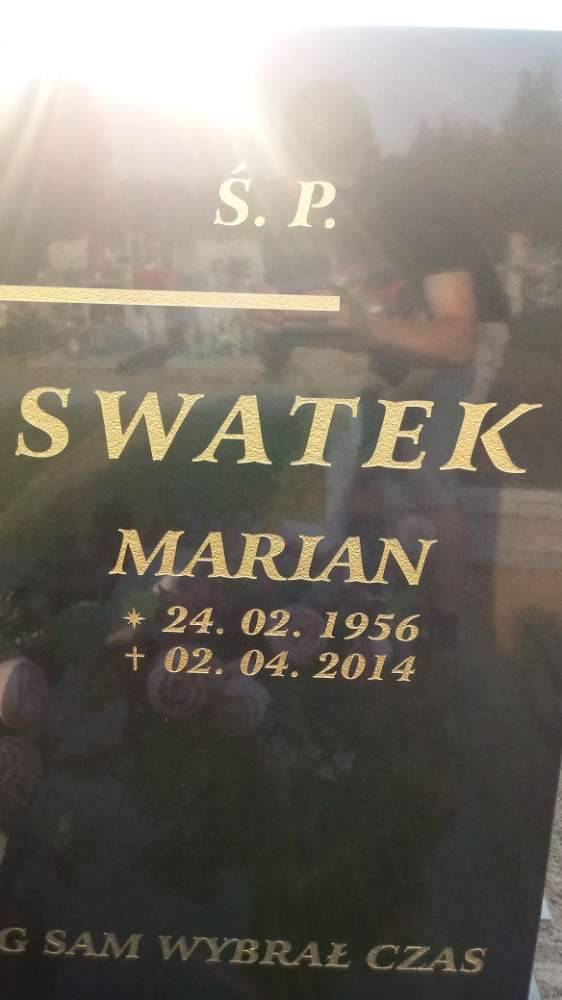 Ś. P.
SWATEK
MARIAN
* 24. 02. 1956
† 02. 04. 2014
G SAM WYBRAŁ CZAS